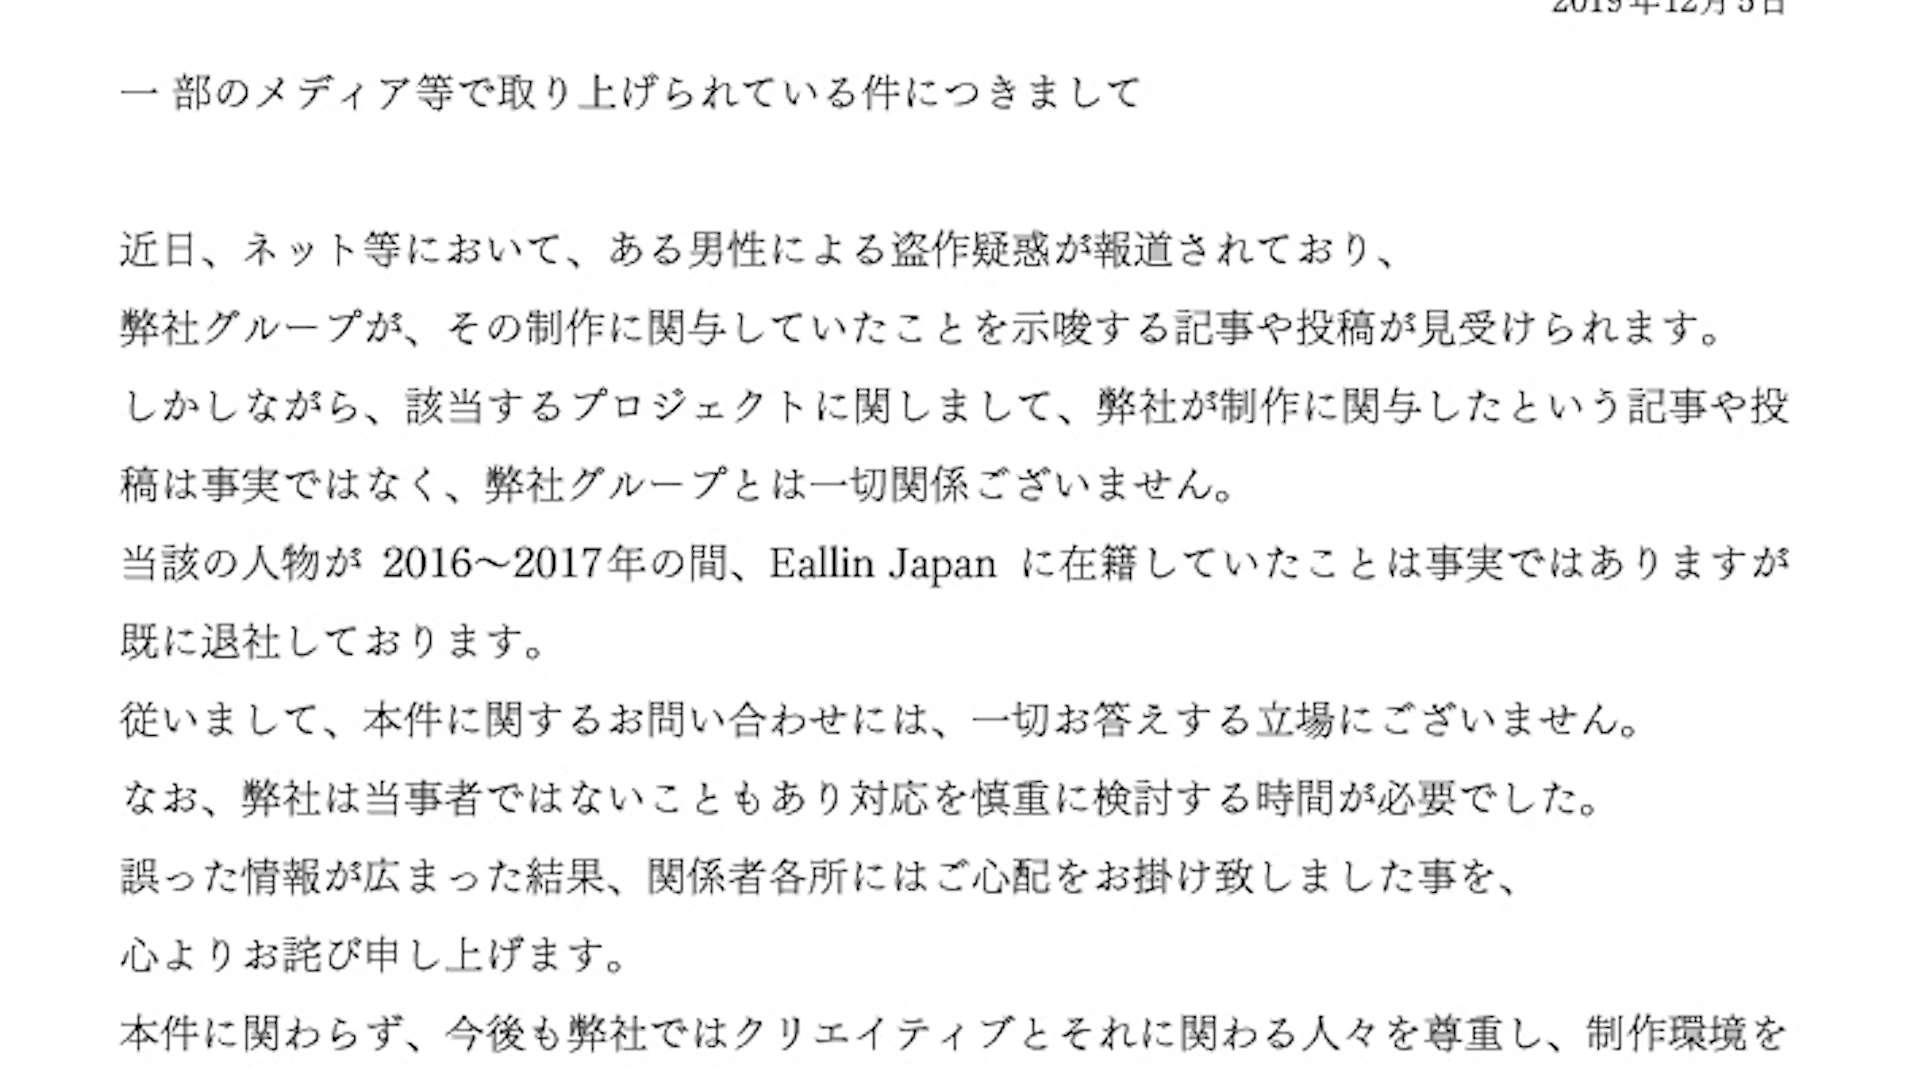 2019年12月5日
一部のメディア等で取り上げられている件につきまして
近日、ネット等において、ある男性による盗作疑惑が報道されており、
弊社グループが、その制作に関与していたことを示唆する記事や投稿が見受けられます。
しかしながら、該当するプロジェクトに関しまして、弊社が制作に関与したという記事や投
稿は事実ではなく、弊社グループとは一切関係ございません。
当該の人物が 2016～2017年の間、Eallin Japan に在籍していたことは事実ではありますが
既に退社しております。
従いまして、本件に関するお問い合わせには、一切お答えする立場にございません。
なお、弊社は当事者ではないこともあり対応を慎重に検討する時間が必要でした。
誤った情報が広まった結果、関係者各所にはご心配をお掛け致しました事を、
心よりお詫び申し上げます。
本件に関わらず、今後も弊社ではクリエイティブとそれに関わる人々を尊重し、制作環境を